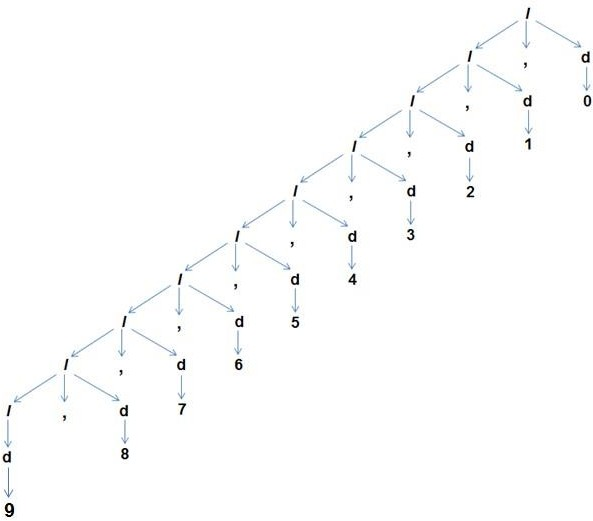 l
l , d
l , d 0
l , d 1
l , d 2
l , d 3
l , d 4
l , d 5
l , d 6
l , d 7
d 8
9